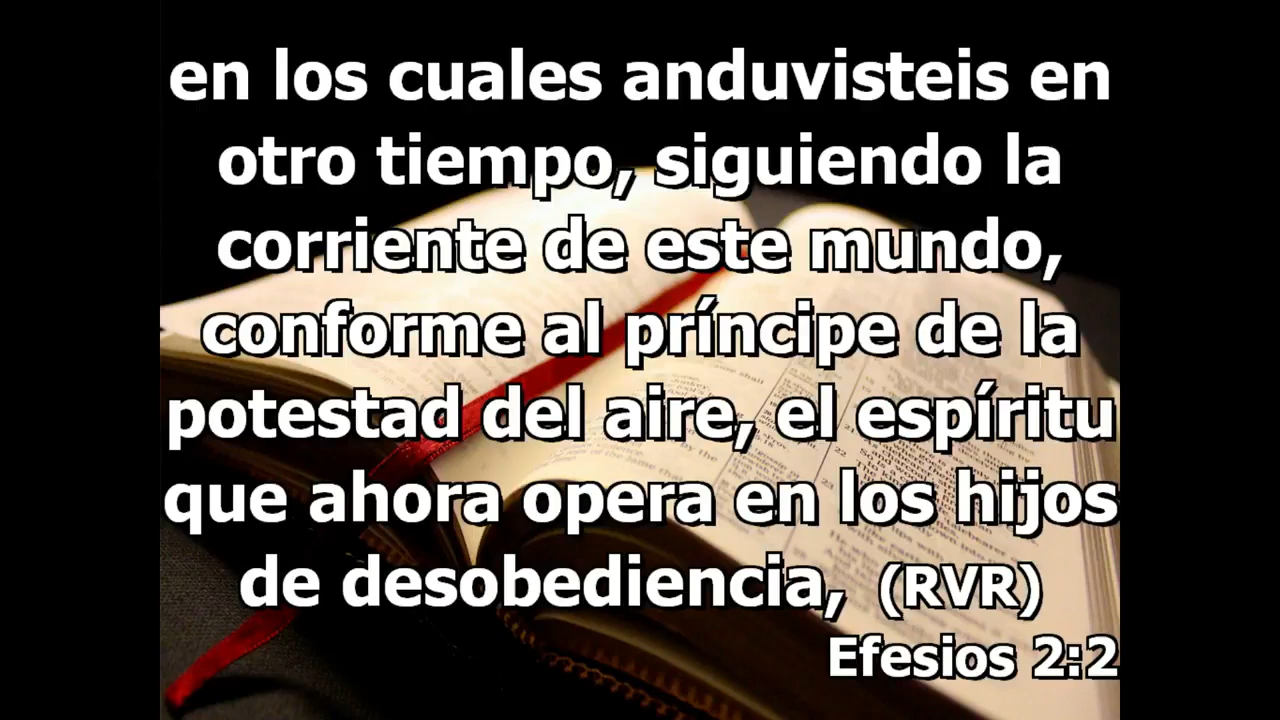 en los cuales anduvisteis en
otro tiempo, siguiendo la
corriente de este mundo,
conforme al príncipe de la
potestad del aire, el espíritu
que ahora opera en los hijos
de desobediencia, (RVR)
Efesios 2:2